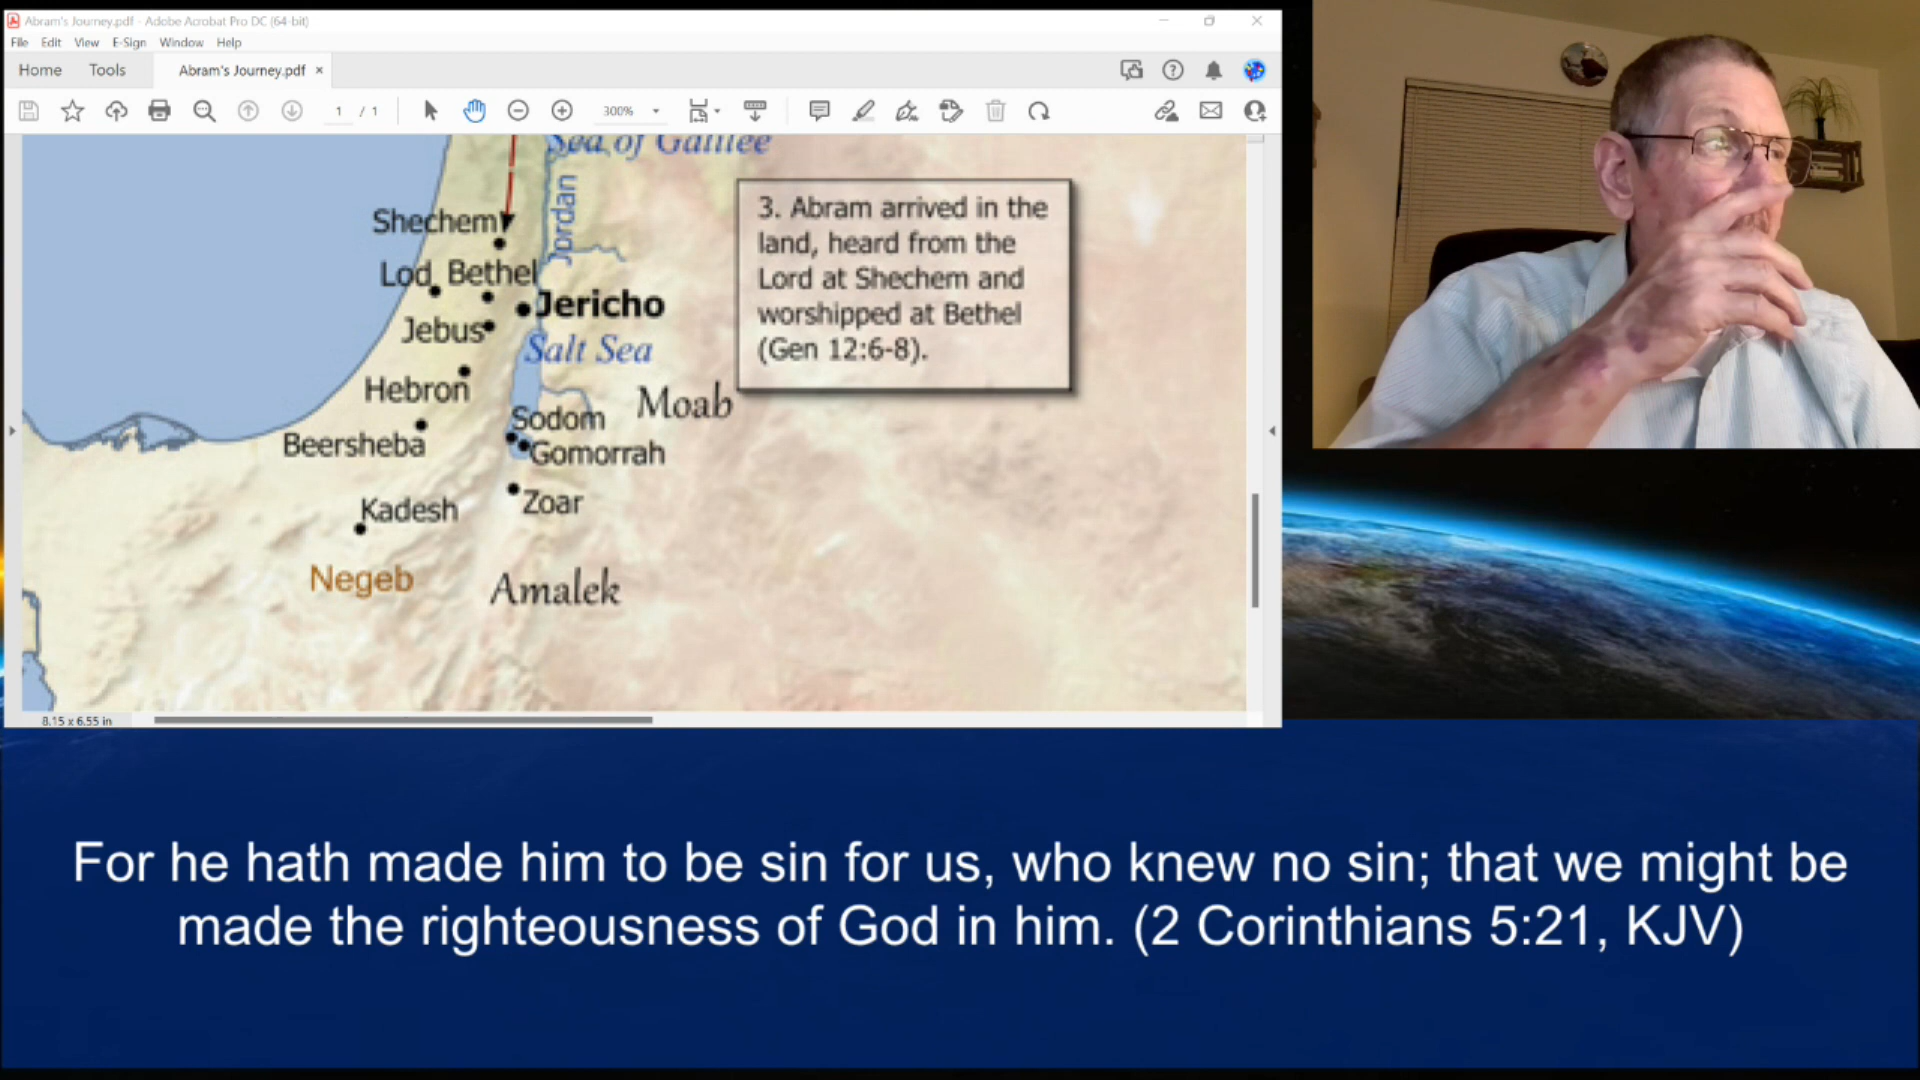 Abram's Journey.pdf - Adobe Acrobat Pro DC (64-bit)
File Edit View E-Sign Window Help
Home Tools Abram's Journey.pdf ×
1 / 1 300%
Sea of Galilee
Jordan
Shechem
Lod Bethel
Jericho
Jebus
Salt Sea
Hebron
Moab
Sodom
Beersheba
Gomorrah
Zoar
Kadesh
Negeb
Amalek
3. Abram arrived in the
land, heard from the
Lord at Shechem and
worshipped at Bethel
(Gen 12:6-8).
8.15 x 6.55 in
For he hath made him to be sin for us, who knew no sin; that we might be
made the righteousness of God in him. (2 Corinthians 5:21, KJV)